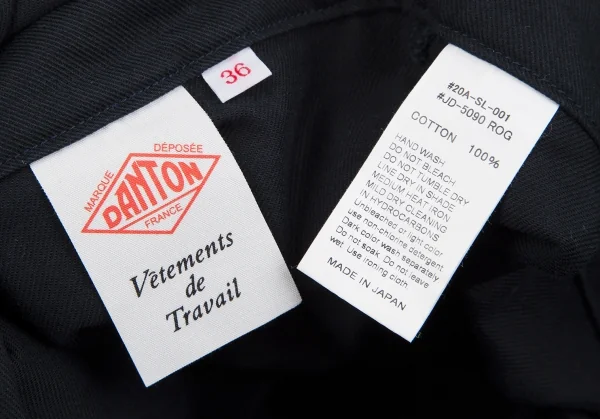 36
DÉPOSÉE
MARQUE
DANTON
FRANCE
Vêtements
de
Travail
#20A-SL-001
#JD-5090 ROG
COTTON 100%
HAND WASH
DO NOT BLEACH
DO NOT TUMBLE DRY
LINE DRY IN SHADE
MEDIUM HEAT IRON
MILD DRY CLEANING
IN HYDROCARBONS
Unbleached or light color
use non-chlorine detergent
Dark color wash separately
Do not soak. Do not leave
wet. Use ironing cloth
MADE IN JAPAN